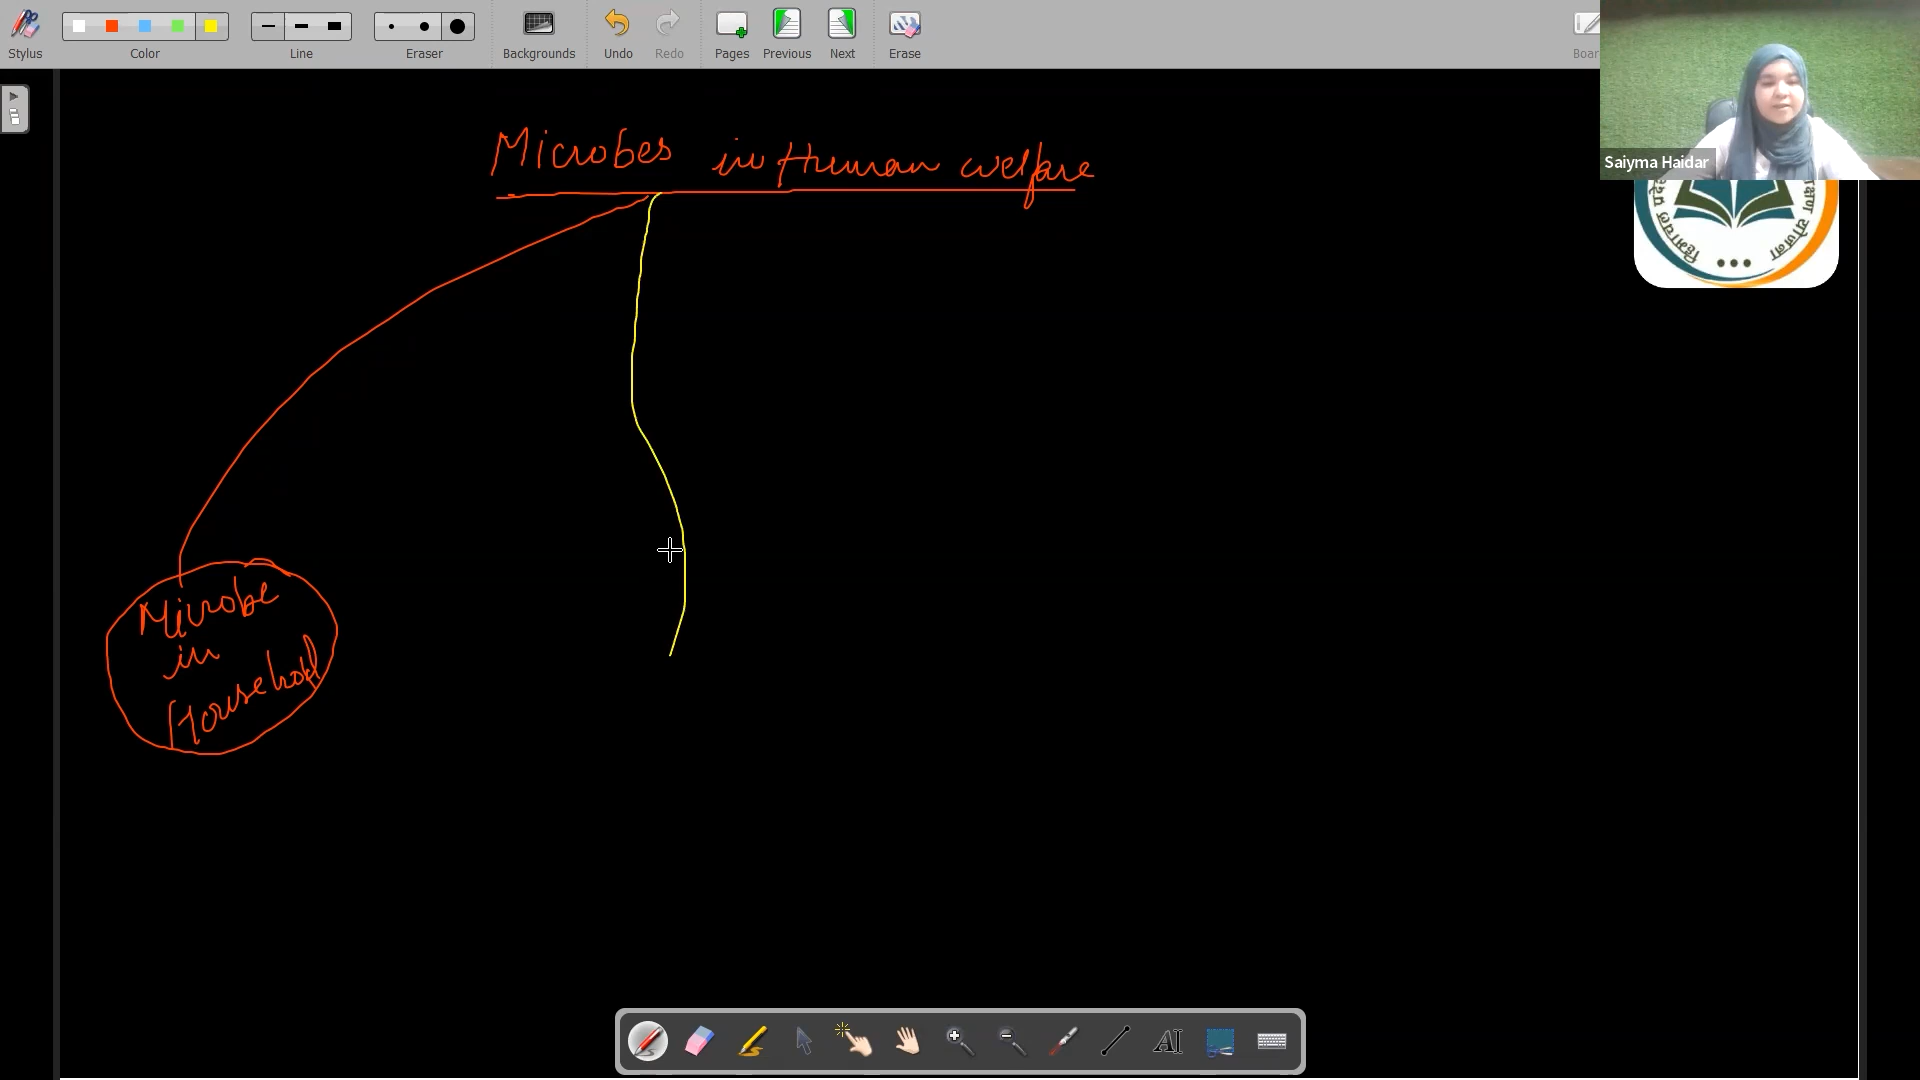 Stylus
Color
Line
Eraser
Backgrounds
Undo
Redo
Pages
Previous
Next
Erase
Saiyma Haidar
Microbes in Human welfare
Microbe
in
Household